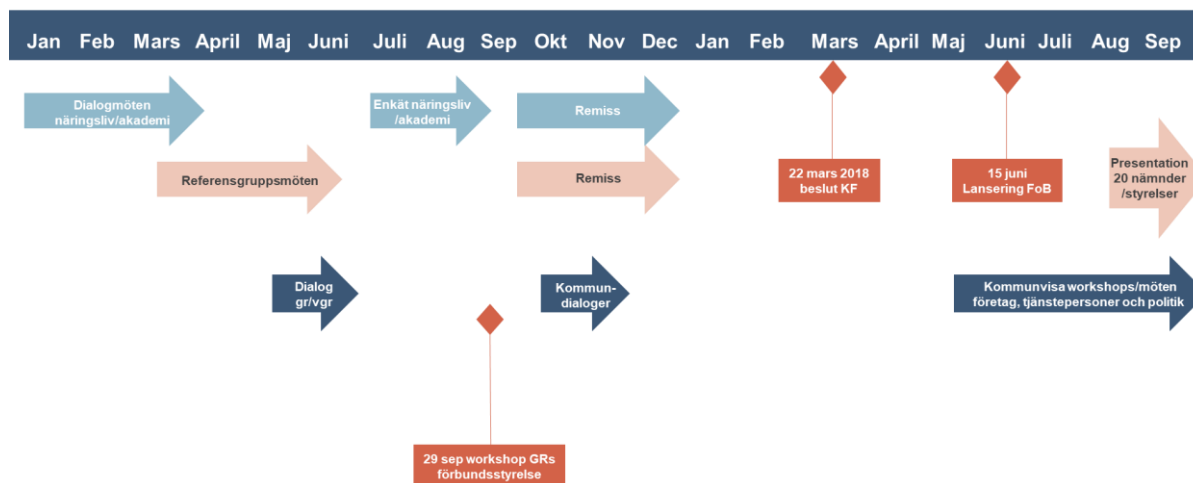 Jan Feb Mars April Maj Juni Juli Aug Sep Okt Nov Dec Jan Feb Mars April Maj Juni Juli Aug Sep
Dialogmöten
näringsliv/akademi
Enkät näringsliv
/akademi
Remiss
Referensgruppsmöten
Remiss
22 mars 2018
beslut KF
15 juni
Lansering FoB
Presentation
20 nämnder
/styrelser
Dialog
gr/vgr
Kommun-
dialoger
Kommunvisa workshops/möten
företag, tjänstepersoner och politik
29 sep workshop GRs
förbundsstyrelse